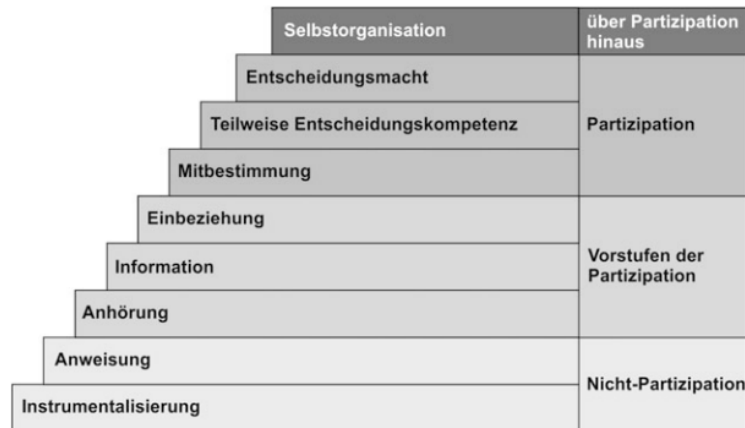 Selbstorganisation
über Partizipation
hinaus
Entscheidungsmacht
Teilweise Entscheidungskompetenz
Partizipation
Mitbestimmung
Einbeziehung
Information
Vorstufen der
Partizipation
Anhörung
Anweisung
Nicht-Partizipation
Instrumentalisierung